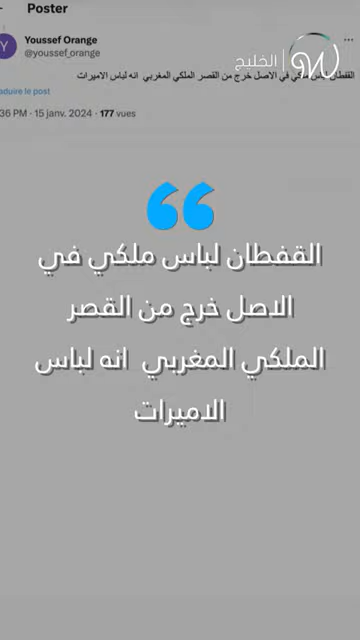 Poster
Youssef Orange
@youssef_orange
الخليج
القفطان لباس ملكي في الاصل خرج من القصر الملكي المغربي انه لباس الاميرات
aduire le post
36 PM · 15 janv. 2024 · 177 vues
القفطان لباس ملكي في
الاصل خرج من القصر
الملكي المغربي انه لباس
الاميرات